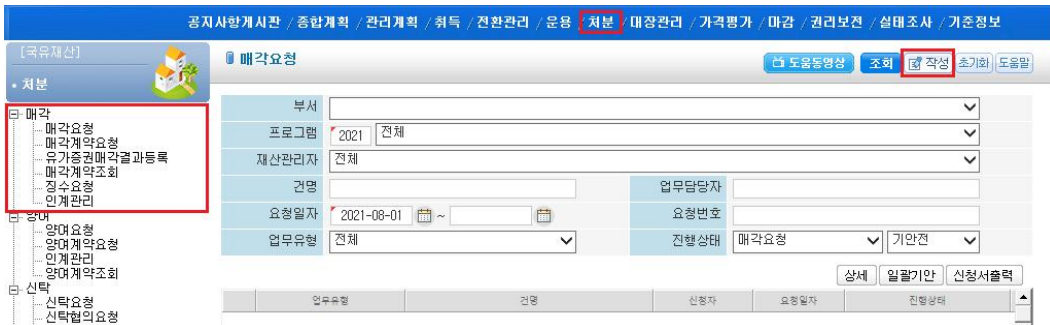 공지사항게시판 / 종합계획 / 관리계획 / 취득 / 전환관리 / 운용 / 처분 / 대장관리 / 가격평가 / 마감 / 권리보전 / 실태조사 / 기준정보
[국유재산]
• 처분
매각
매각요청
매각계약요청
유가증권매각결과등록
매각계약조회
징수요청
인계관리
양여
양여요청
양여계약요청
인계관리
양여계약조회
신탁
신탁요청
신탁협의요청
매각요청
도움동영상 조회 작성 초기화 도움말
부서
프로그램 2021 전체
재산관리자 전체
건명 업무담당자
요청일자 2021-08-01 ~ 요청번호
업무유형 전체 진행상태 매각요청 기안전
상세 일괄기안 신청서출력
업무유형 건명 신청자 요청일자 진행상태